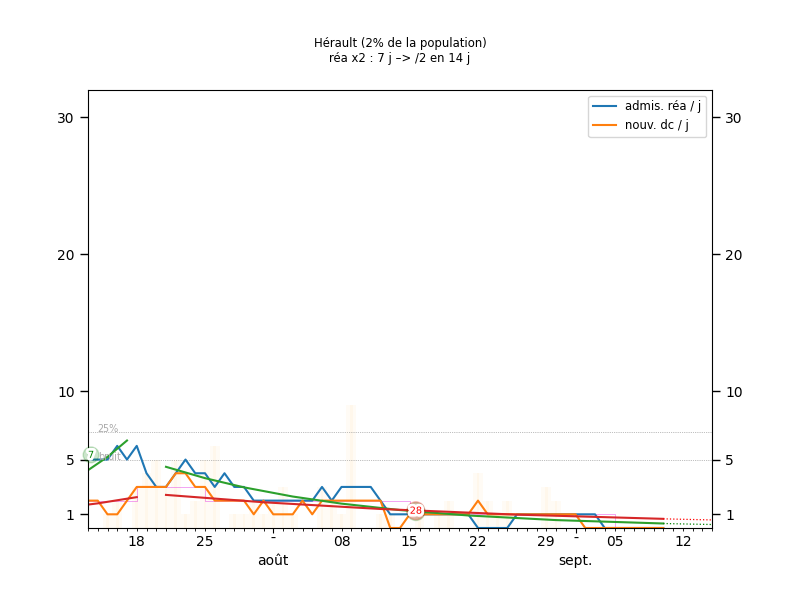 Hérault (2% de la population)
réa x2 : 7 j –> /2 en 14 j
admis. réa / j
nouv. dc / j
30 30
20 20
10 10
25%
7
5 5
28
1 1
18 25 - 08 15 22 29 - 05 12
août sept.